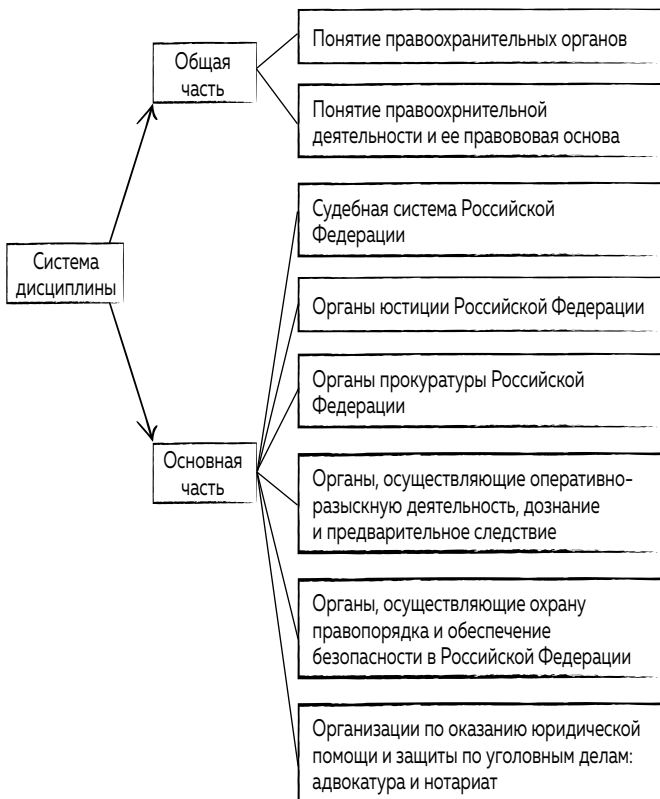 Система
дисциплины
Общая
часть
Понятие правоохранительных органов
Понятие правоохрнительной
деятельности и ее правововая основа
Основная
часть
Судебная система Российской
Федерации
Органы юстиции Российской Федерации
Органы прокуратуры Российской
Федерации
Органы, осуществляющие оперативно-
разыскную деятельность, дознание
и предварительное следствие
Органы, осуществляющие охрану
правопорядка и обеспечение
безопасности в Российской Федерации
Организации по оказанию юридической
помощи и защиты по уголовным делам:
адвокатура и нотариат